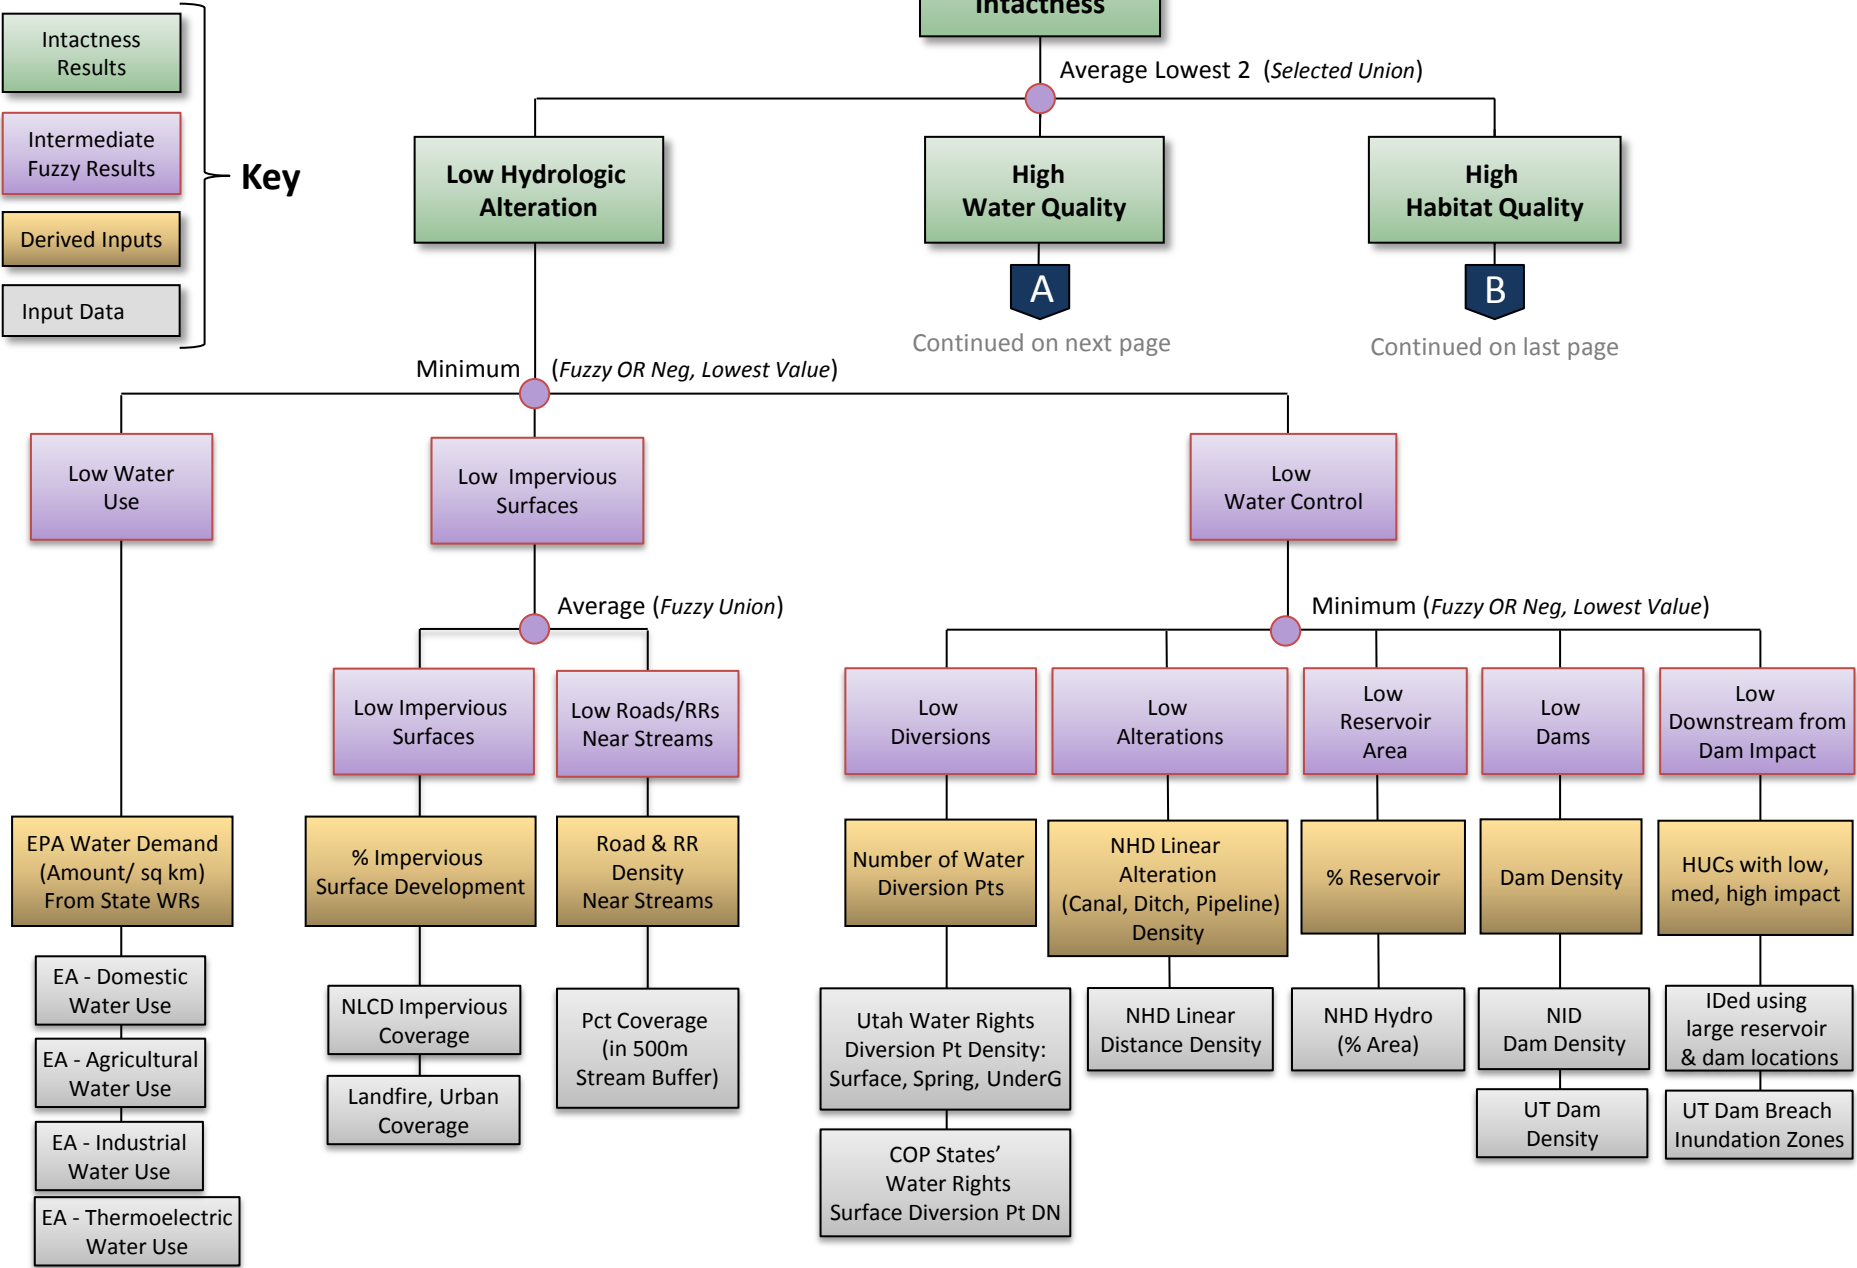 Intactness
Intactness
Results
Intermediate
Fuzzy Results
Derived Inputs
Input Data
Key
Average Lowest 2 (Selected Union)
Low Hydrologic
Alteration
High
Water Quality
High
Habitat Quality
A
B
Continued on next page
Continued on last page
Minimum (Fuzzy OR Neg, Lowest Value)
Low Water
Use
Low Impervious
Surfaces
Low
Water Control
Average (Fuzzy Union)
Minimum (Fuzzy OR Neg, Lowest Value)
Low Impervious
Surfaces
Low Roads/RRs
Near Streams
Low
Diversions
Low
Alterations
Low
Reservoir
Area
Low
Dams
Low
Downstream from
Dam Impact
EPA Water Demand
(Amount/ sq km)
From State WRs
% Impervious
Surface Development
Road & RR
Density
Near Streams
Number of Water
Diversion Pts
NHD Linear
Alteration
(Canal, Ditch, Pipeline)
Density
% Reservoir
Dam Density
HUCs with low,
med, high impact
EA - Domestic
Water Use
EA - Agricultural
Water Use
EA - Industrial
Water Use
EA - Thermoelectric
Water Use
NLCD Impervious
Coverage
Landfire, Urban
Coverage
Pct Coverage
(in 500m
Stream Buffer)
Utah Water Rights
Diversion Pt Density:
Surface, Spring, UnderG
COP States’
Water Rights
Surface Diversion Pt DN
NHD Linear
Distance Density
NHD Hydro
(% Area)
NID
Dam Density
UT Dam
Density
IDed using
large reservoir
& dam locations
UT Dam Breach
Inundation Zones